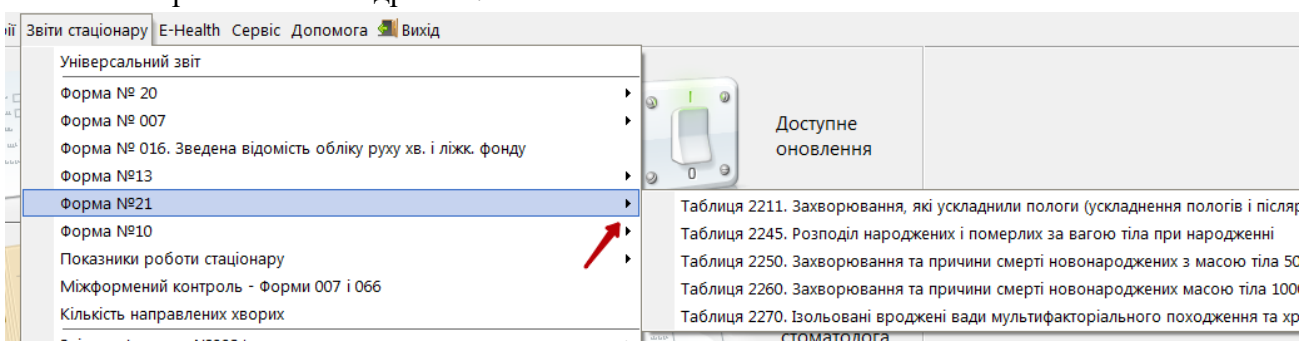 ії Звіти стаціонару E-Health Сервіс Допомога Вихід
Універсальний звіт
Форма № 20
Форма № 007
Форма № 016. Зведена відомість обліку руху хв. і ліжк. фонду
Форма №13
Форма №21
Форма №10
Показники роботи стаціонару
Міжформений контроль - Форми 007 і 066
Кількість направлених хворих
I
0
Доступне
оновлення
Таблиця 2211. Захворювання, які ускладнили пологи (ускладнення пологів і післяр
Таблиця 2245. Розподіл народжених і померлих за вагою тіла при народженні
Таблиця 2250. Захворювання та причини смерті новонароджених з масою тіла 50
Таблиця 2260. Захворювання та причини смерті новонароджених масою тіла 100
Таблиця 2270. Ізольовані вроджені вади мультифакторіального походження та хр
стоматолога